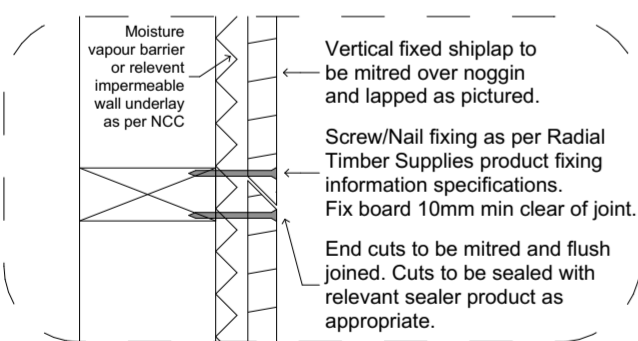 Moisture
vapour barrier
or relevent
impermeable
wall underlay
as per NCC
Vertical fixed shiplap to
be mitred over noggin
and lapped as pictured.
Screw/Nail fixing as per Radial
Timber Supplies product fixing
information specifications.
Fix board 10mm min clear of joint.
End cuts to be mitred and flush
joined. Cuts to be sealed with
relevant sealer product as
appropriate.